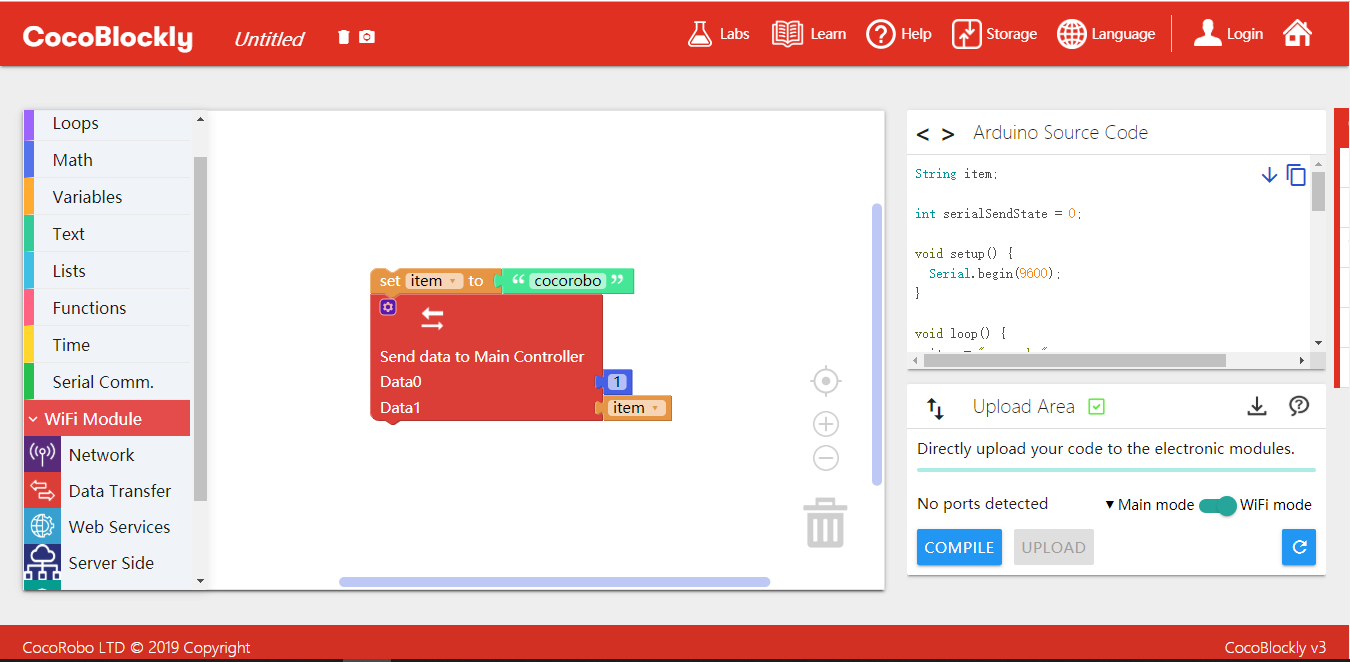 CocoBlockly Untitled Labs Learn Help Storage Language Login
Loops
Math
Variables
Text
Lists
Functions
Time
Serial Comm.
WiFi Module
Network
Data Transfer
Web Services
Server Side
set item to “ cocorobo ”
Send data to Main Controller
Data0 1
Data1 item
< > Arduino Source Code
String item;
int serialSendState = 0;
void setup() {
Serial.begin(9600);
}
void loop() {
Upload Area
Directly upload your code to the electronic modules.
No ports detected ▼ Main mode WiFi mode
COMPILE UPLOAD
CocoRobo LTD © 2019 Copyright CocoBlockly v3